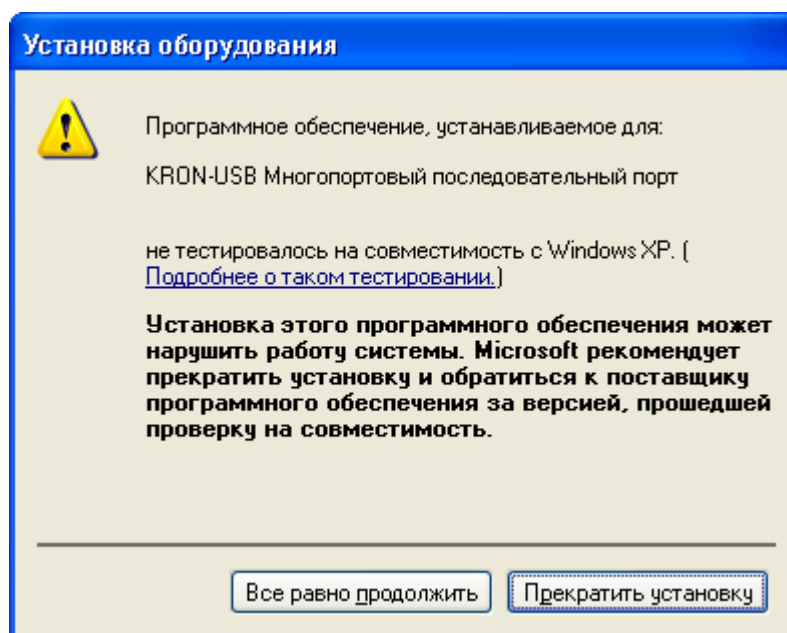 Установка оборудования
Программное обеспечение, устанавливаемое для:
KRON-USB Многопортовый последовательный порт
не тестировалось на совместимость с Windows XP. (
Подробнее о таком тестировании.)
Установка этого программного обеспечения может
нарушить работу системы. Microsoft рекомендует
прекратить установку и обратиться к поставщику
программного обеспечения за версией, прошедшей
проверку на совместимость.
Все равно продолжить Прекратить установку